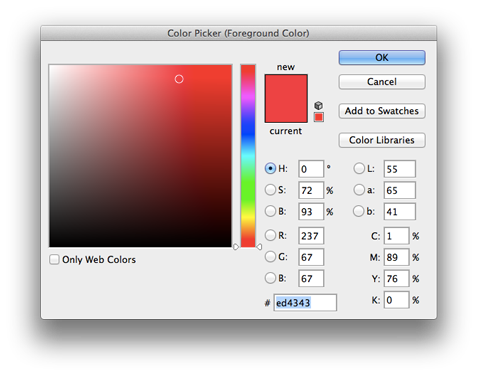 Color Picker (Foreground Color)
new
current
OK
Cancel
Add to Swatches
Color Libraries
H: 0 °
S: 72 %
B: 93 %
R: 237
G: 67
B: 67
# ed4343
L: 55
a: 65
b: 41
C: 1 %
M: 89 %
Y: 76 %
K: 0 %
Only Web Colors